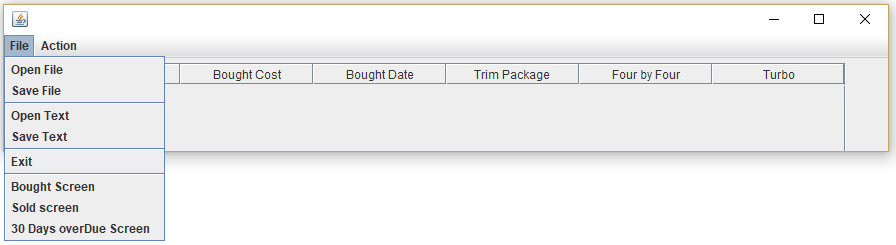 File Action
Open File
Save File
Open Text
Save Text
Exit
Bought Screen
Sold screen
30 Days overDue Screen
Bought Cost Bought Date Trim Package Four by Four Turbo